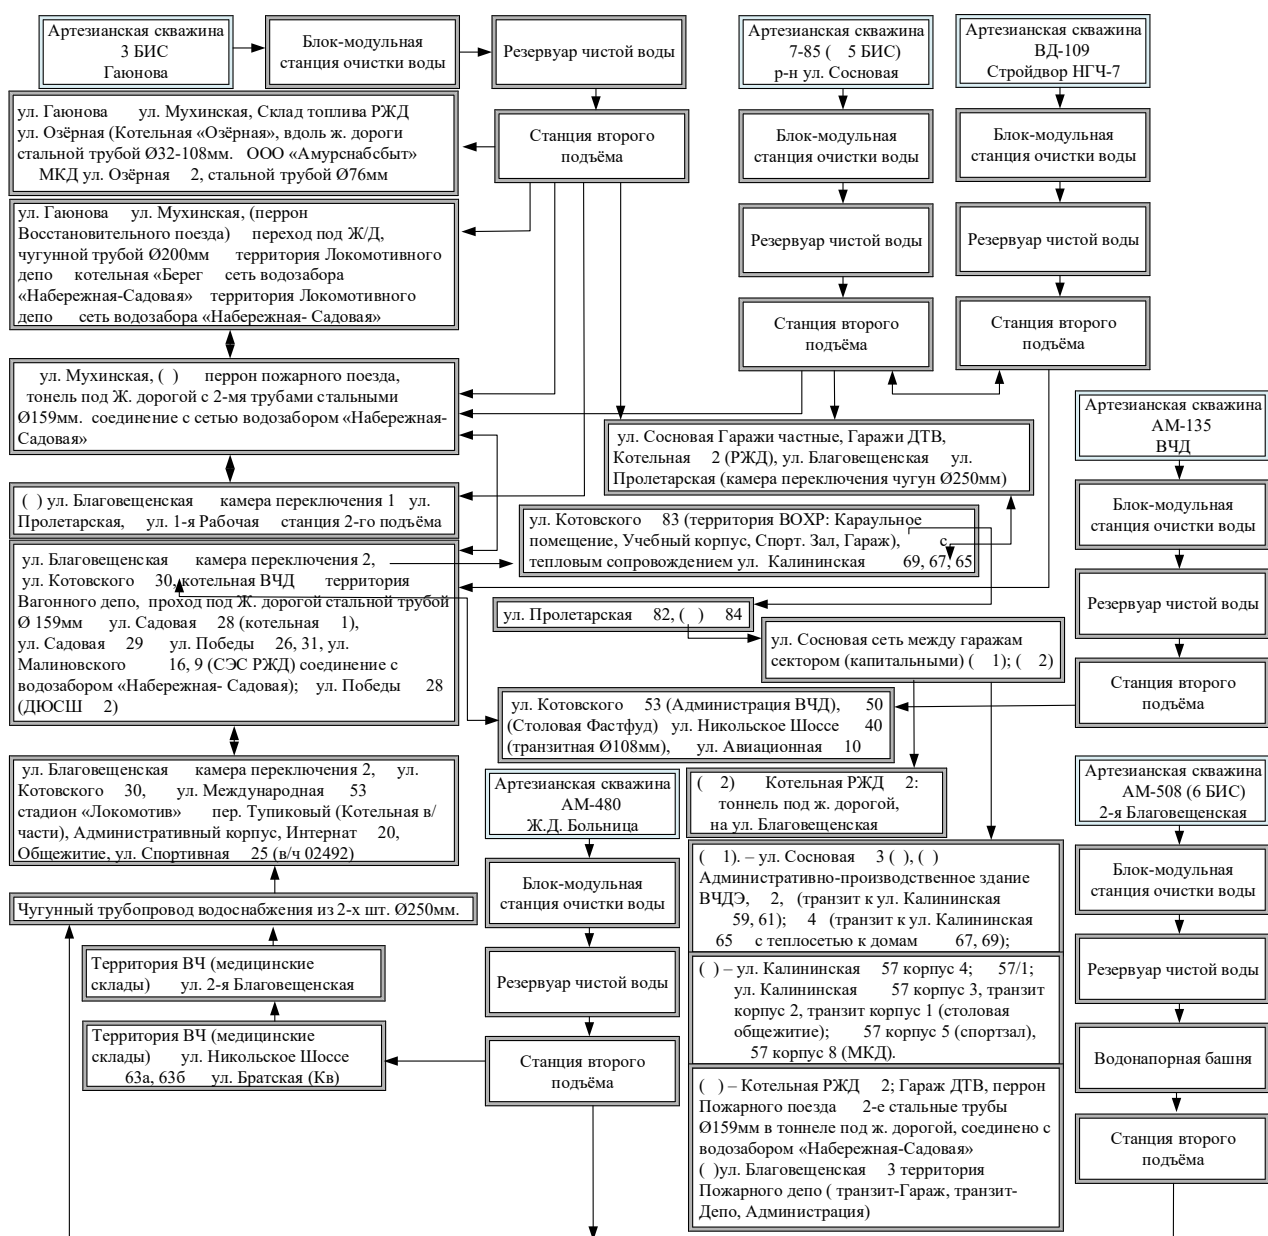 Артезианская скважина
3 БИС
Гаюнова
Блок-модульная
станция очистки воды
Резервуар чистой воды
Артезианская скважина
7-85 ( 5 БИС)
р-н ул. Сосновая
Артезианская скважина
ВД-109
Стройдвор НГЧ-7
ул. Гаюнова ул. Мухинская, Склад топлива РЖД
ул. Озёрная (Котельная «Озёрная», вдоль ж. дороги
стальной трубой Ø32-108мм. ООО «Амурснабсбыт»
МКД ул. Озёрная 2, стальной трубой Ø76мм
Станция второго
подъёма
Блок-модульная
станция очистки воды
Блок-модульная
станция очистки воды
ул. Гаюнова ул. Мухинская, (перрон
Восстановительного поезда) переход под Ж/Д,
чугунной трубой Ø200мм территория Локомотивного
депо котельная «Берег сеть водозабора
«Набережная-Садовая» территория Локомотивного
депо сеть водозабора «Набережная- Садовая»
Резервуар чистой воды
Резервуар чистой воды
Станция второго
подъёма
Станция второго
подъёма
ул. Мухинская, ( ) перрон пожарного поезда,
тонель под Ж. дорогой с 2-мя трубами стальными
Ø159мм. соединение с сетью водозабором «Набережная-
Садовая»
ул. Сосновая Гаражи частные, Гаражи ДТВ,
Котельная 2 (РЖД), ул. Благовещенская ул.
Пролетарская (камера переключения чугун Ø250мм)
Артезианская скважина
АМ-135
ВЧД
( ) ул. Благовещенская камера переключения 1 ул.
Пролетарская, ул. 1-я Рабочая станция 2-го подъёма
ул. Котовского 83 (территория ВОХР: Караульное
помещение, Учебный корпус, Спорт. Зал, Гараж), с
тепловым сопровождением ул. Калининская 69, 67, 65
Блок-модульная
станция очистки воды
ул. Благовещенская камера переключения 2,
ул. Котовского 30, котельная ВЧД территория
Вагонного депо, проход под Ж. дорогой стальной трубой
Ø 159мм ул. Садовая 28 (котельная 1),
ул. Садовая 29 ул. Победы 26, 31, ул.
Малиновского 16, 9 (СЭС РЖД) соединение с
водозабором «Набережная- Садовая); ул. Победы 28
(ДЮСШ 2)
ул. Пролетарская 82, ( ) 84
Резервуар чистой воды
ул. Сосновая сеть между гаражам
сектором (капитальными) ( 1); ( 2)
Станция второго
подъёма
ул. Котовского 53 (Администрация ВЧД), 50
(Столовая Фастфуд) ул. Никольское Шоссе 40
(транзитная Ø108мм), ул. Авиационная 10
ул. Благовещенская камера переключения 2, ул.
Котовского 30, ул. Международная 53
стадион «Локомотив» пер. Тупиковый (Котельная в/
части), Административный корпус, Интернат 20,
Общежитие, ул. Спортивная 25 (в/ч 02492)
Артезианская скважина
АМ-480
Ж.Д. Больница
( 2) Котельная РЖД 2:
тоннель под ж. дорогой,
на ул. Благовещенская
Артезианская скважина
АМ-508 (6 БИС)
2-я Благовещенская
Чугунный трубопровод водоснабжения из 2-х шт. Ø250мм.
Блок-модульная
станция очистки воды
( 1). – ул. Сосновая 3 ( ), ( )
Административно-производственное здание
ВЧДЭ, 2, (транзит к ул. Калининская
59, 61); 4 (транзит к ул. Калининская
65 с теплосетью к домам 67, 69);
Блок-модульная
станция очистки воды
Территория ВЧ (медицинские
склады) ул. 2-я Благовещенская
Резервуар чистой воды
( ) – ул. Калининская 57 корпус 4; 57/1;
ул. Калининская 57 корпус 3, транзит
корпус 2, транзит корпус 1 (столовая
общежитие); 57 корпус 5 (спортзал),
57 корпус 8 (МКД).
Резервуар чистой воды
Территория ВЧ (медицинские
склады) ул. Никольское Шоссе
63а, 63б ул. Братская (Кв)
Станция второго
подъёма
Водонапорная башня
( ) – Котельная РЖД 2; Гараж ДТВ, перрон
Пожарного поезда 2-е стальные трубы
Ø159мм в тоннеле под ж. дорогой, соединено с
водозабором «Набережная-Садовая»
( )ул. Благовещенская 3 территория
Пожарного депо ( транзит-Гараж, транзит-
Депо, Администрация)
Станция второго
подъёма